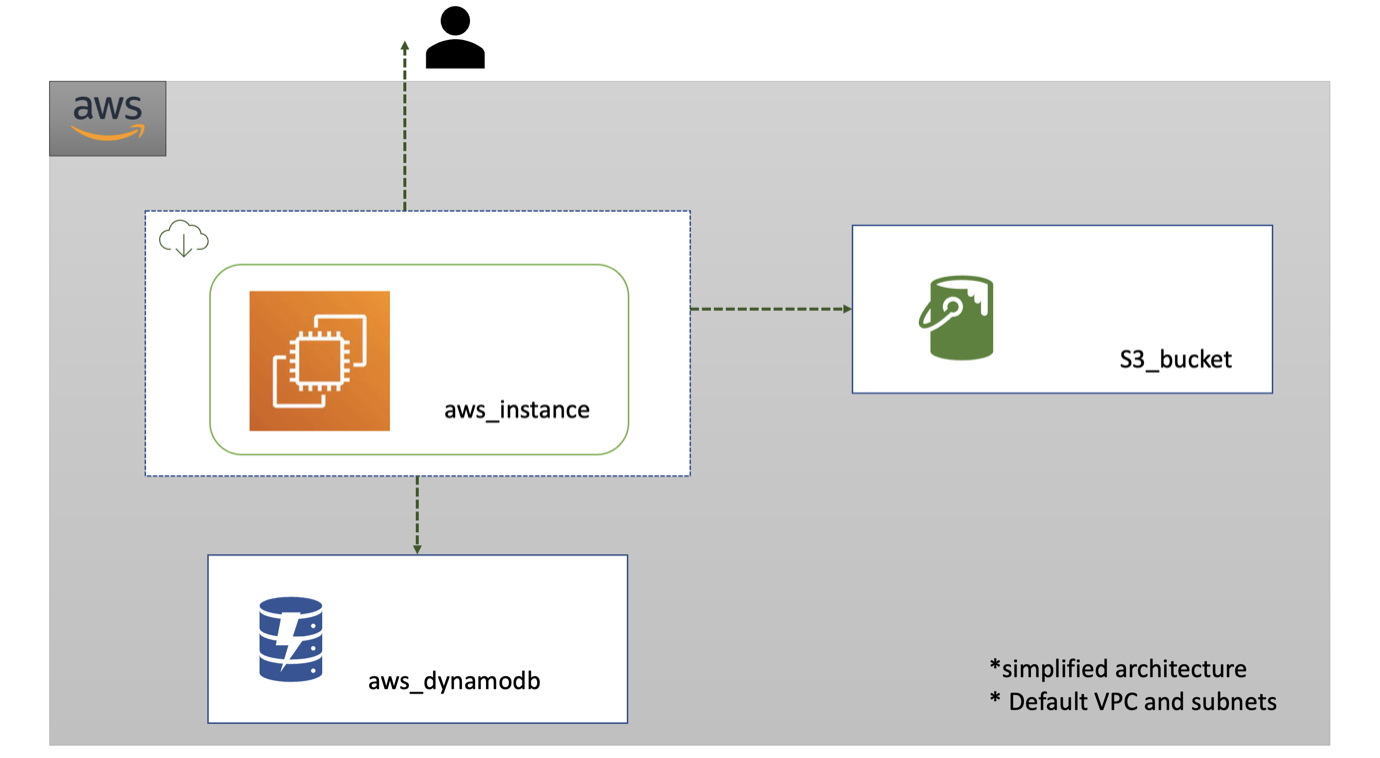 aws
aws_instance
S3_bucket
aws_dynamodb
*simplified architecture
* Default VPC and subnets